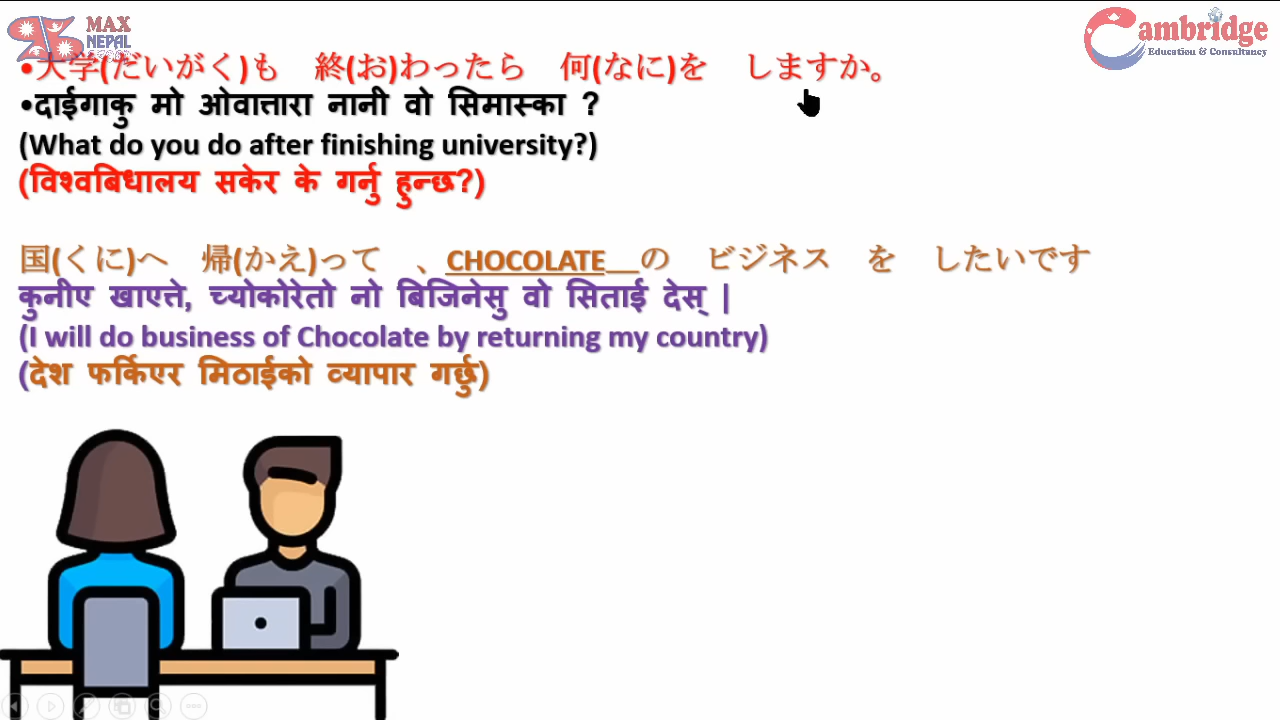 MAX
NEPAL
Cambridge
Education & Consultancy
•大学(だいがく)も　終(お)わったら　何(なに)を　しますか。
•दाईगाकु मो ओवात्तारा नानी वो सिमास्का ?
(What do you do after finishing university?)
(विश्वबिधालय सकेर के गर्नु हुन्छ?)
国(くに)へ　帰(かえ)って　、CHOCOLATE__の　ビジネス　を　したいです
कुनीए खाएत्ते, च्योकोरेतो नो बिजिनेसु वो सिताई देस् |
(I will do business of Chocolate by returning my country)
(देश फर्किएर मिठाईको व्यापार गर्छु)